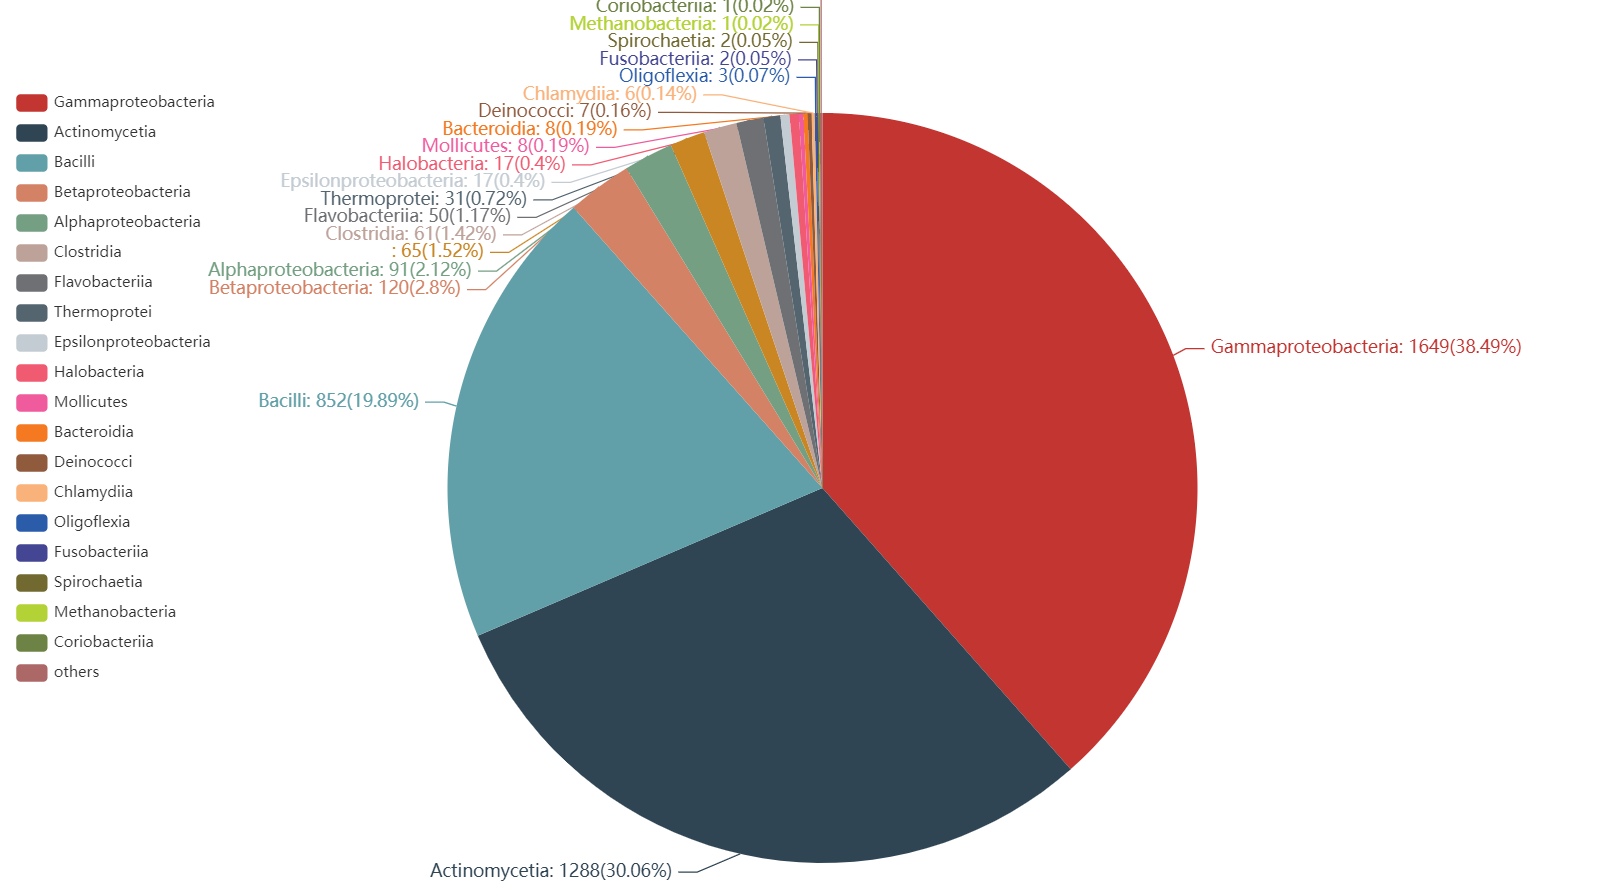 Gammaproteobacteria
Actinomycetia
Bacilli
Betaproteobacteria
Alphaproteobacteria
Clostridia
Flavobacteriia
Thermoprotei
Epsilonproteobacteria
Halobacteria
Mollicutes
Bacteroidia
Deinococci
Chlamydiia
Oligoflexia
Fusobacteriia
Spirochaetia
Methanobacteria
Coriobacteriia
others
Coriobacteriia: 1(0.02%)
Methanobacteria: 1(0.02%)
Spirochaetia: 2(0.05%)
Fusobacteriia: 2(0.05%)
Oligoflexia: 3(0.07%)
Chlamydiia: 6(0.14%)
Deinococci: 7(0.16%)
Bacteroidia: 8(0.19%)
Mollicutes: 8(0.19%)
Halobacteria: 17(0.4%)
Epsilonproteobacteria: 17(0.4%)
Thermoprotei: 31(0.72%)
Flavobacteriia: 50(1.17%)
Clostridia: 61(1.42%)
: 65(1.52%)
Alphaproteobacteria: 91(2.12%)
Betaproteobacteria: 120(2.8%)
Gammaproteobacteria: 1649(38.49%)
Bacilli: 852(19.89%)
Actinomycetia: 1288(30.06%)